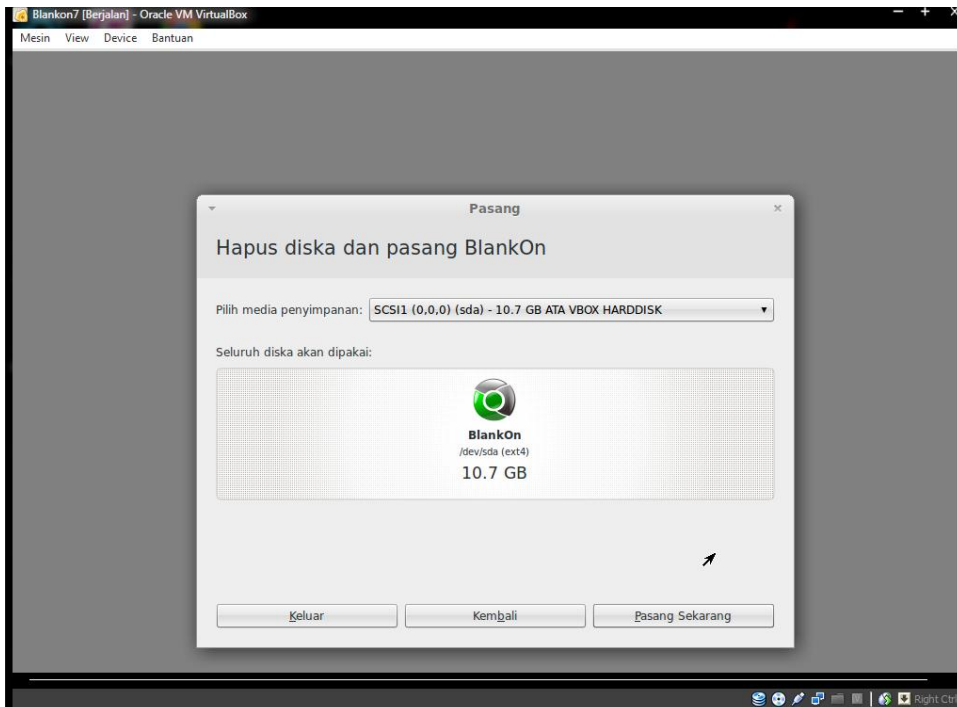 Blankon7 [Berjalan] - Oracle VM VirtualBox
Mesin View Device Bantuan
Pasang
Hapus diska dan pasang BlankOn
Pilih media penyimpanan: SCSI1 (0,0,0) (sda) - 10.7 GB ATA VBOX HARDDISK
Seluruh diska akan dipakai:
BlankOn
/dev/sda (ext4)
10.7 GB
Keluar Kembali Pasang Sekarang
Right Ctrl